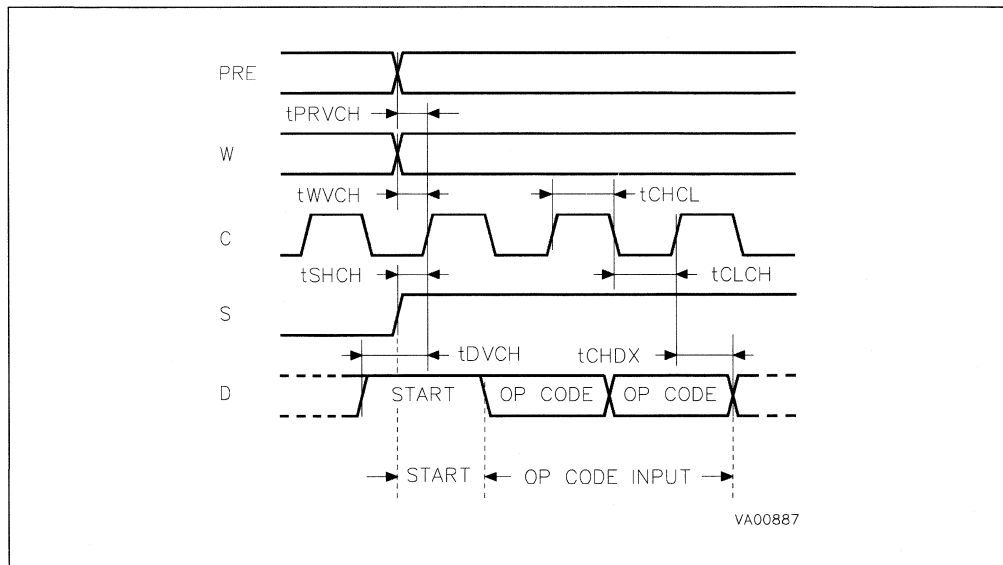 PRE
tPRVCH
W
tWVCH
tCHCL
C
tSHCH
tCLCH
S
tDVCH
tCHDX
D
START
OP CODE
OP CODE
START
OP CODE INPUT
VA00887